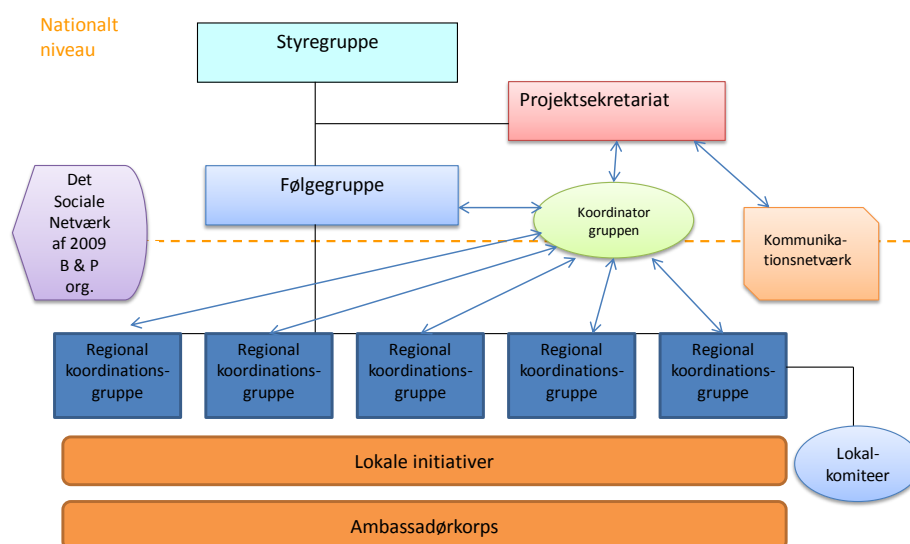 Nationalt
niveau
Styregruppe
Projektsekretariat
Det
Sociale
Netværk
af 2009
B & P
org.
Følgegruppe
Koordinator
gruppen
Kommunika-
tionsnetværk
Regional
koordinations-
gruppe
Regional
koordinations-
gruppe
Regional
koordinations-
gruppe
Regional
koordinations-
gruppe
Regional
koordinations-
gruppe
Lokale initiativer
Lokal-
komiteer
Ambassadørkorps